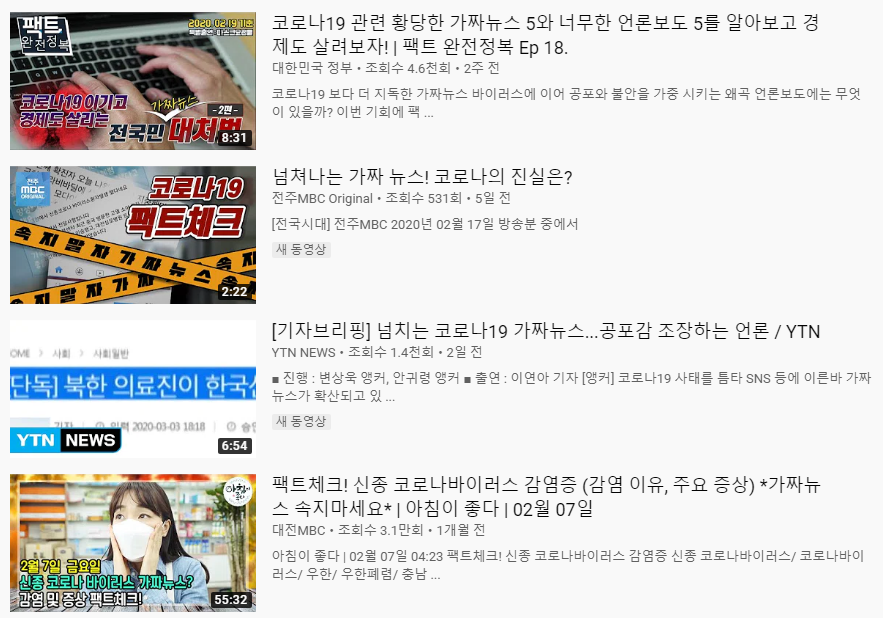 팩트
완전정복
2020.02.19 기준
코로나19 이기고
경제도 살리는
가짜뉴스
- 2편 -
전국민 대처법
8:31
코로나19 관련 황당한 가짜뉴스 5와 너무한 언론보도 5를 알아보고 경
제도 살려보자! | 팩트 완전정복 Ep 18.
대한민국 정부 • 조회수 4.6천회 • 2주 전
코로나19 보다 더 지독한 가짜뉴스 바이러스에 이어 공포와 불안을 가중 시키는 왜곡 언론보도에는 무엇
이 있을까? 이번 기회에 팩 ...
전주
MBC
ORIGINAL
코로나19
팩트체크
속지말자가짜뉴스 속지
속지말자가짜뉴스
2:22
넘쳐나는 가짜 뉴스! 코로나의 진실은?
전주MBC Original • 조회수 531회 • 5일 전
[전국시대] 전주MBC 2020년 02월 17일 방송분 중에서
새 동영상
OME > 사회 > 사회일반
단독] 북한 의료진이 한국산
기자
입력 2020-03-03 18:18
YTN NEWS
6:54
[기자브리핑] 넘치는 코로나19 가짜뉴스...공포감 조장하는 언론 / YTN
YTN NEWS • 조회수 1.4천회 • 2일 전
■ 진행 : 변상욱 앵커, 안귀령 앵커 ■ 출연 : 이연아 기자 [앵커] 코로나19 사태를 틈타 SNS 등에 이른바 가짜
뉴스가 확산되고 있 ...
새 동영상
아침이
좋다
2월 7일 금요일
신종 코로나 바이러스 가짜뉴스?
감염 및 증상 팩트체크!
55:32
팩트체크! 신종 코로나바이러스 감염증 (감염 이유, 주요 증상) *가짜뉴
스 속지마세요* | 아침이 좋다 | 02월 07일
대전MBC • 조회수 3.1만회 • 1개월 전
아침이 좋다 | 02월 07일 04:23 팩트체크! 신종 코로나바이러스 감염증 신종 코로나바이러스/ 코로나바이
러스/ 우한/ 우한폐렴/ 충남 ...